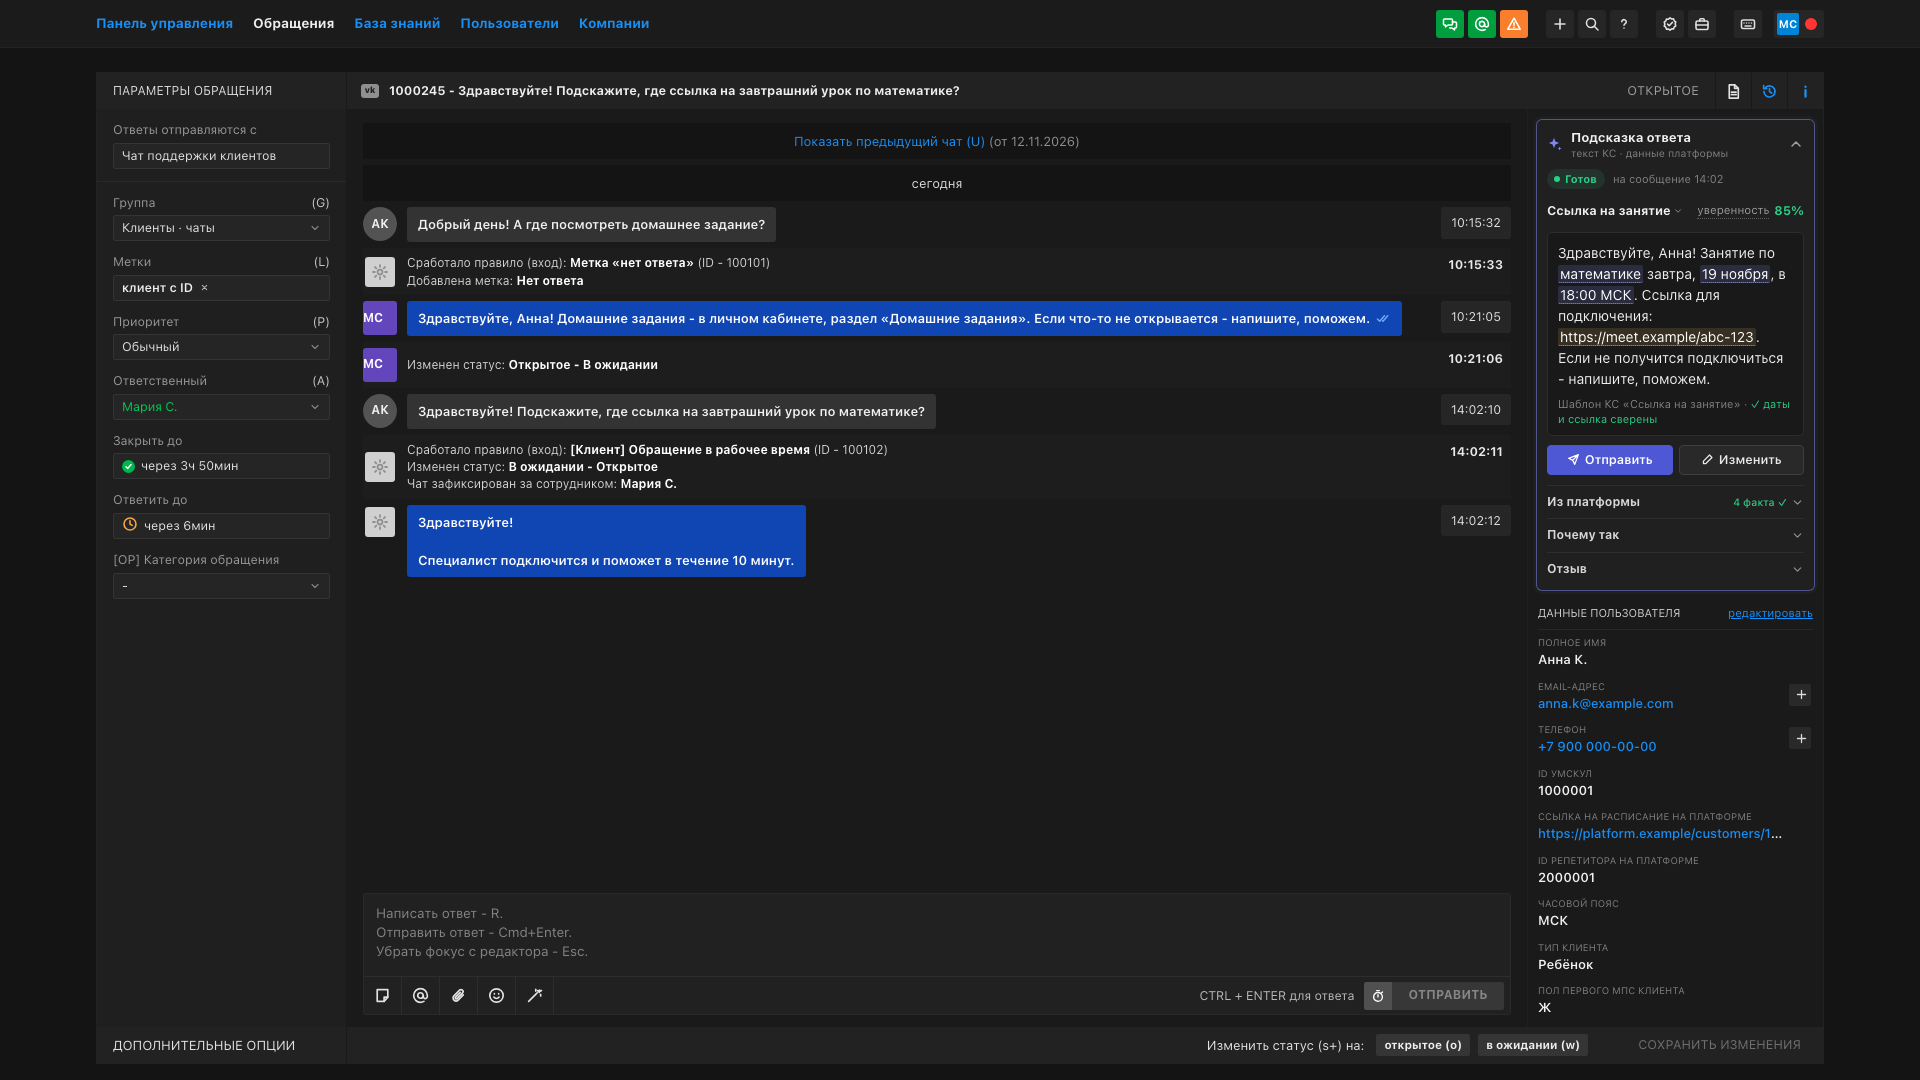 Панель управления
Обращения
База знаний
Пользователи
Компании
?
МС
ПАРАМЕТРЫ ОБРАЩЕНИЯ
Ответы отправляются с
Чат поддержки клиентов
Группа (G)
Клиенты · чаты
Метки (L)
клиент с ID ×
Приоритет (P)
Обычный
Ответственный (A)
Мария С.
Закрыть до
через 3ч 50мин
Ответить до
через 6мин
[ОР] Категория обращения
-
ДОПОЛНИТЕЛЬНЫЕ ОПЦИИ
vk 1000245 - Здравствуйте! Подскажите, где ссылка на завтрашний урок по математике?
ОТКРЫТОЕ
Показать предыдущий чат (U) (от 12.11.2026)
сегодня
АК Добрый день! А где посмотреть домашнее задание? 10:15:32
Сработало правило (вход): Метка «нет ответа» (ID - 100101) 10:15:33
Добавлена метка: Нет ответа
МС Здравствуйте, Анна! Домашние задания - в личном кабинете, раздел «Домашние задания». Если что-то не открывается - напишите, поможем. 10:21:05
МС Изменен статус: Открытое - В ожидании 10:21:06
АК Здравствуйте! Подскажите, где ссылка на завтрашний урок по математике? 14:02:10
Сработало правило (вход): [Клиент] Обращение в рабочее время (ID - 100102) 14:02:11
Изменен статус: В ожидании - Открытое
Чат зафиксирован за сотрудником: Мария С.
Здравствуйте! 14:02:12
Специалист подключится и поможет в течение 10 минут.
Написать ответ - R.
Отправить ответ - Cmd+Enter.
Убрать фокус с редактора - Esc.
CTRL + ENTER для ответа
ОТПРАВИТЬ
Изменить статус (s+) на: открытое (o) в ожидании (w)
СОХРАНИТЬ ИЗМЕНЕНИЯ
Подсказка ответа
текст КС · данные платформы
Готов на сообщение 14:02
Ссылка на занятие уверенность 85%
Здравствуйте, Анна! Занятие по
математике завтра, 19 ноября, в
18:00 МСК. Ссылка для
подключения:
https://meet.example/abc-123.
Если не получится подключиться
- напишите, поможем.
Шаблон КС «Ссылка на занятие» · ✓ даты
и ссылка сверены
Отправить
Изменить
Из платформы 4 факта ✓
Почему так
Отзыв
ДАННЫЕ ПОЛЬЗОВАТЕЛЯ редактировать
ПОЛНОЕ ИМЯ
Анна К.
EMAIL-АДРЕС
anna.k@example.com
ТЕЛЕФОН
+7 900 000-00-00
ID УМСКУЛ
1000001
ССЫЛКА НА РАСПИСАНИЕ НА ПЛАТФОРМЕ
https://platform.example/customers/1...
ID РЕПЕТИТОРА НА ПЛАТФОРМЕ
2000001
ЧАСОВОЙ ПОЯС
МСК
ТИП КЛИЕНТА
Ребёнок
ПОЛ ПЕРВОГО МПС КЛИЕНТА
Ж